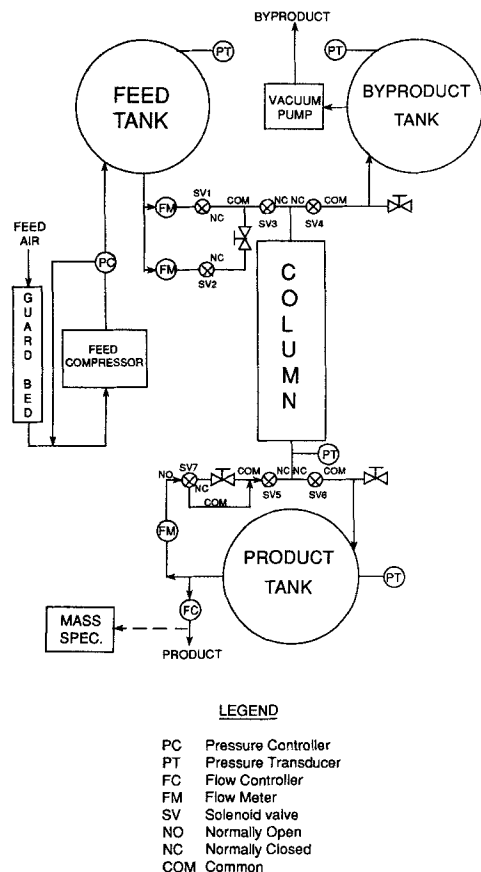 BYPRODUCT
PT
FEED
TANK
PT
VACUUM
PUMP
BYPRODUCT
TANK
SV1
FM
NC
COM
NC
NC
COM
SV3
SV4
FEED
AIR
PC
FM
NC
SV2
GUARD BED
FEED
COMPRESSOR
COLUMN
PT
NO
SV7
NC
COM
COM
NC
NC
COM
SV5
SV6
FM
PRODUCT
TANK
PT
FC
MASS
SPEC.
PRODUCT
LEGEND
PC Pressure Controller
PT Pressure Transducer
FC Flow Controller
FM Flow Meter
SV Solenoid valve
NO Normally Open
NC Normally Closed
COM Common